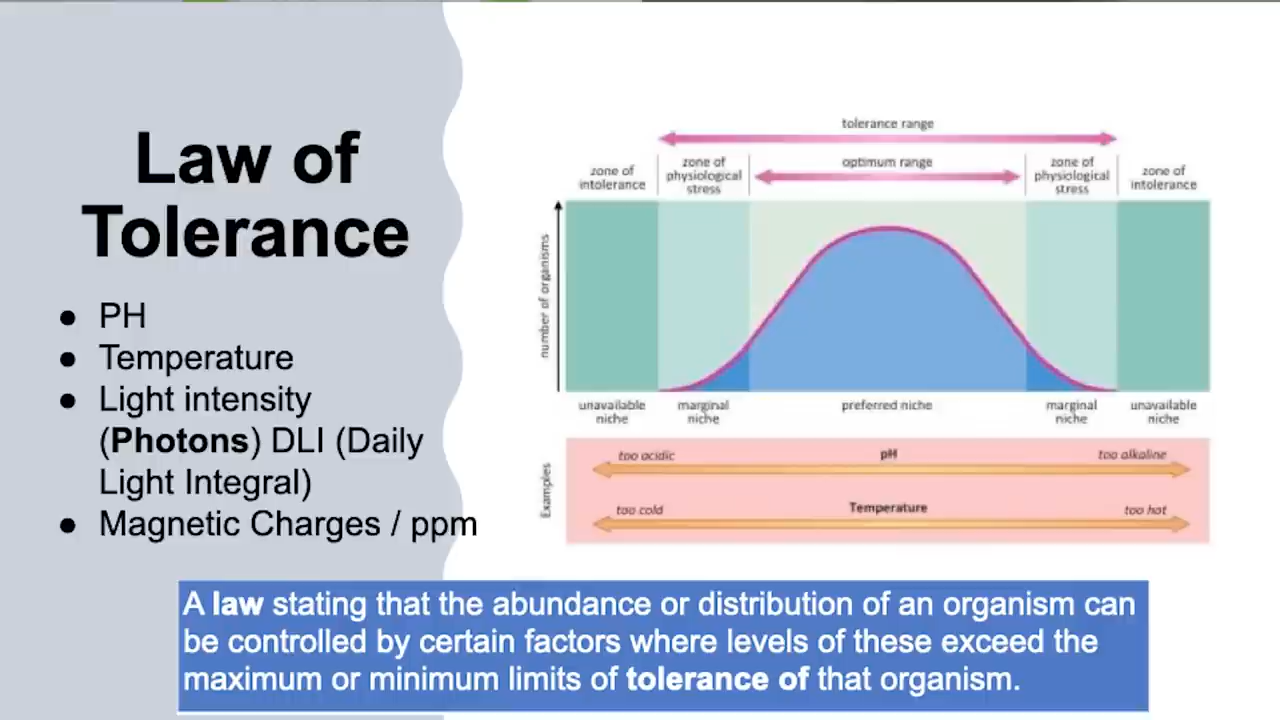 Law of
Tolerance
● PH
● Temperature
● Light intensity
(Photons) DLI (Daily
Light Integral)
● Magnetic Charges / ppm
tolerance range
zone of
intolerance
zone of
physiological
stress
optimum range
zone of
physiological
stress
zone of
intolerance
number of organisms
unavailable
niche
marginal
niche
preferred niche
marginal
niche
unavailable
niche
Examples
too acidic
pH
too alkaline
too cold
Temperature
too hot
A law stating that the abundance or distribution of an organism can
be controlled by certain factors where levels of these exceed the
maximum or minimum limits of tolerance of that organism.